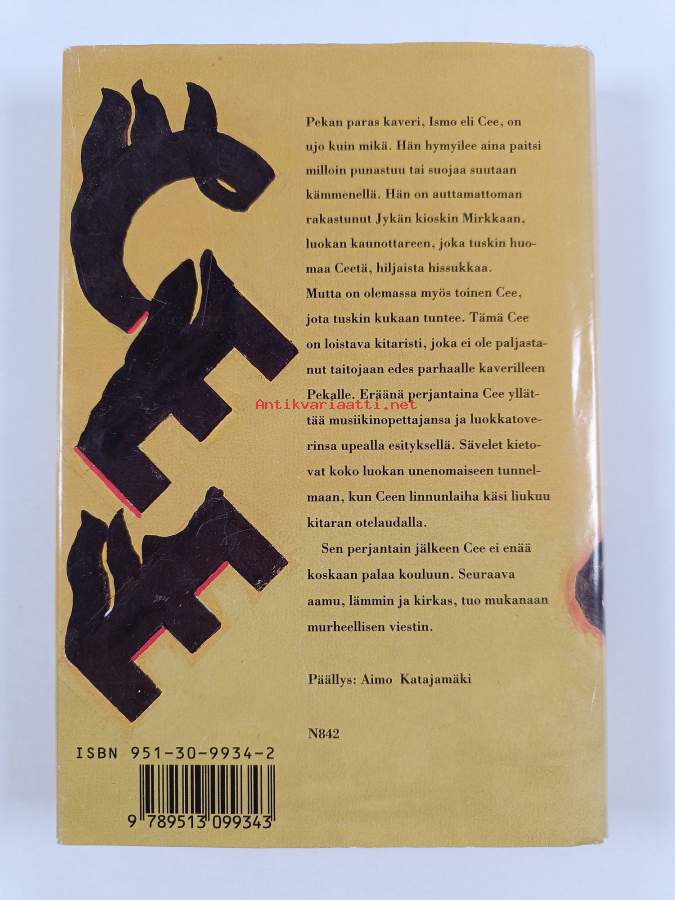 CEE
Pekan paras kaveri, Ismo eli Cee, on
ujo kuin mikä. Hän hymyilee aina paitsi
milloin punastuu tai suojaa suutaan
kämmenellä. Hän on auttamattoman
rakastunut Jykän kioskin Mirkkaan,
luokan kaunottareen, joka tuskin huo-
maa Ceetä, hiljaista hissukkaa.
Mutta on olemassa myös toinen Cee,
jota tuskin kukaan tuntee. Tämä Cee
on loistava kitaristi, joka ei ole paljasta-
nut taitojaan edes parhaalle kaverilleen
Pekalle. Eräänä perjantaina Cee yllät-
Antikvariaatti.net
tää musiikinopettajansa ja luokkatove-
rinsa upealla esityksellä. Sävelet kieto-
vat koko luokan unenomaiseen tunnel-
maan, kun Ceen linnunlaiha käsi liukuu
kitaran otelaudalla.
Sen perjantain jälkeen Cee ei enää
koskaan palaa kouluun. Seuraava
aamu, lämmin ja kirkas, tuo mukanaan
murheellisen viestin.
Päällys: Aimo Katajamäki
N842
ISBN 951-30-9934-2
9 789513 099343